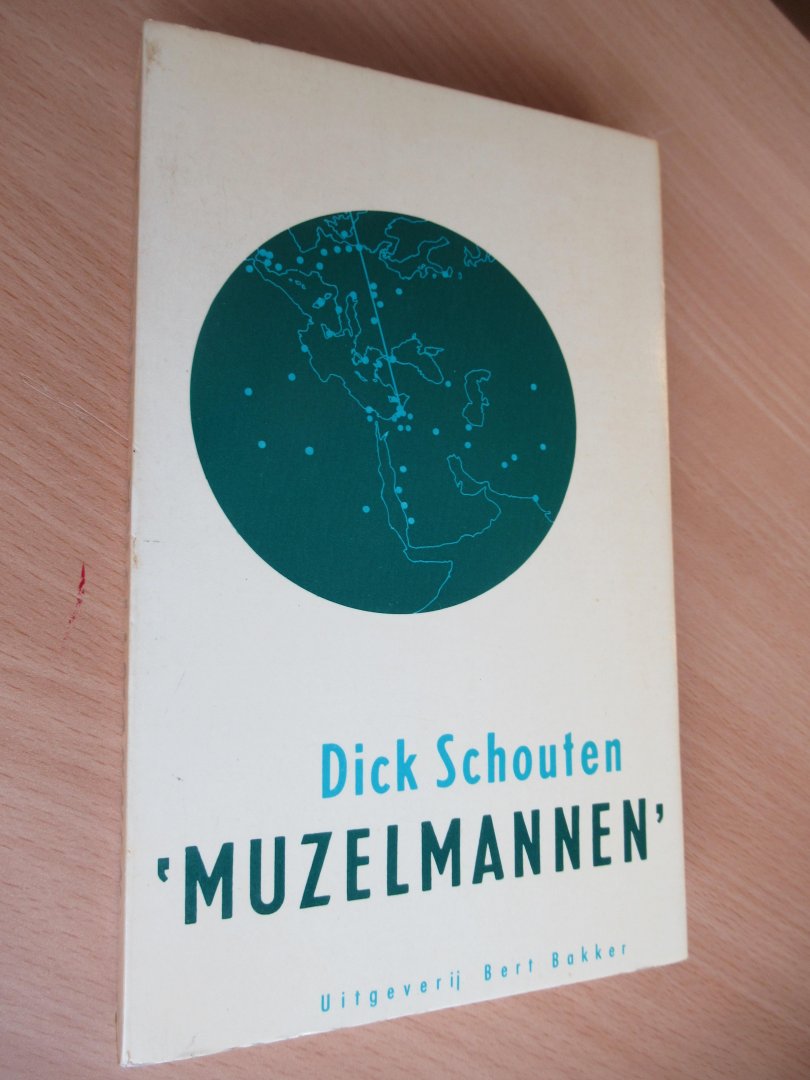 Dick Schouten
‘MUZELMANNEN’
Uitgeverij Bert Bakker